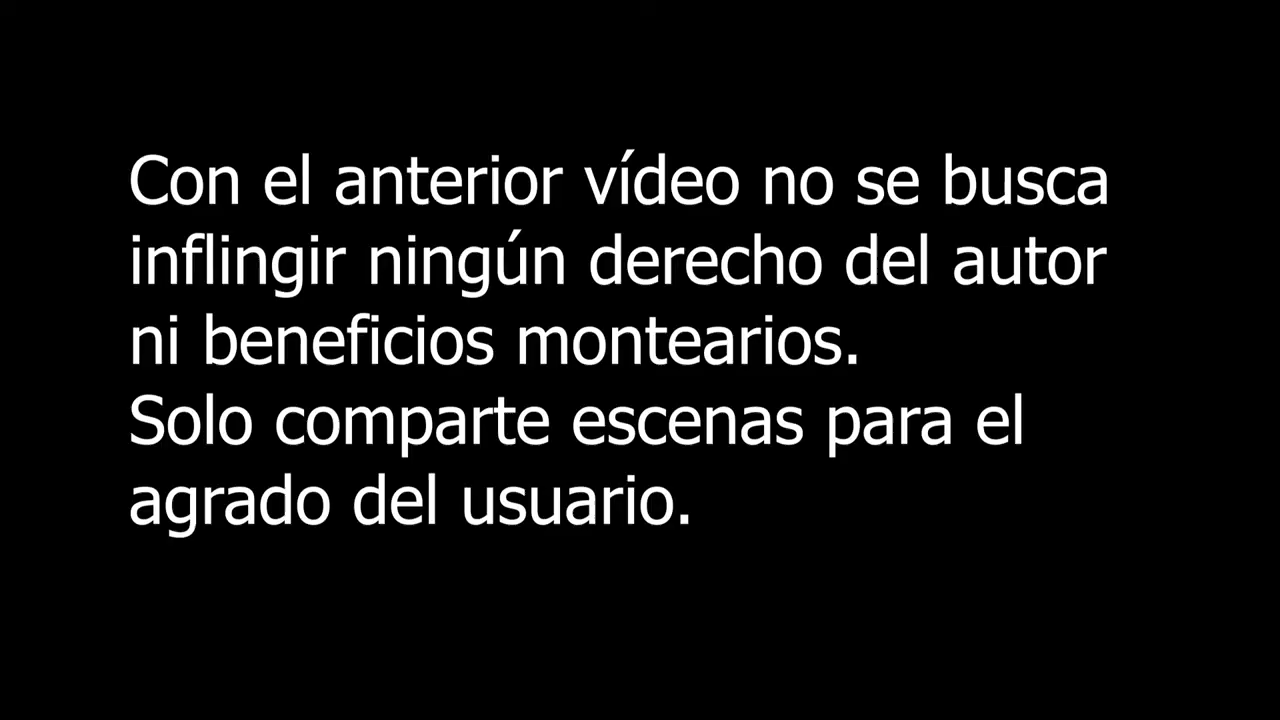 Con el anterior vídeo no se busca
inflingir ningún derecho del autor
ni beneficios montearios.
Solo comparte escenas para el
agrado del usuario.